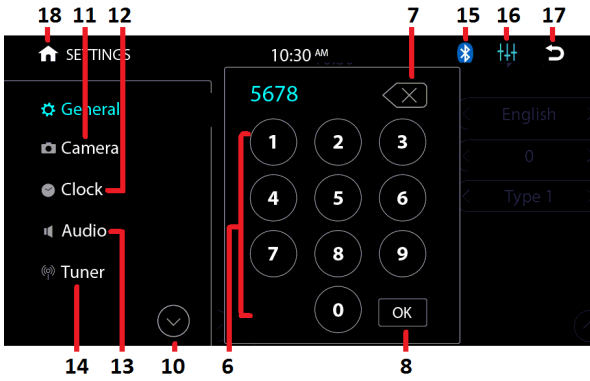 18 11 12 7 15 16 17
SETTINGS 10:30 AM
General
Camera
Clock
Audio
Tuner
5678
1 2 3
4 5 6
7 8 9
0 OK
English
0
Type 1
14 13 10 6 8